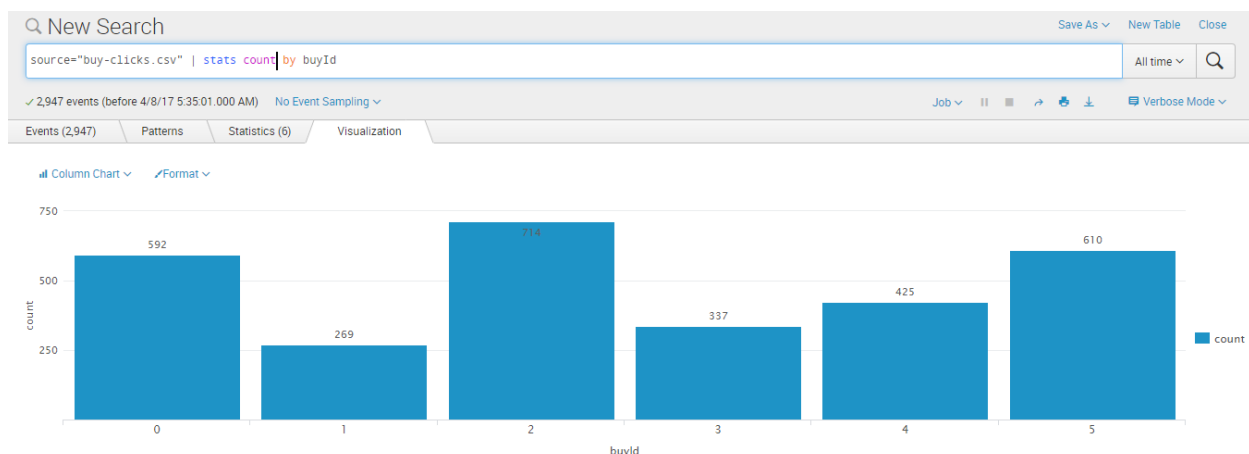 New Search
Save As New Table Close
source="buy-clicks.csv" | stats count by buyId
All time
2,947 events (before 4/8/17 5:35:01.000 AM) No Event Sampling
Job Verbose Mode
Events (2,947) Patterns Statistics (6) Visualization
Column Chart Format
750
714
592
610
500
425
337
269
250
count
count
0 1 2 3 4 5
buyId